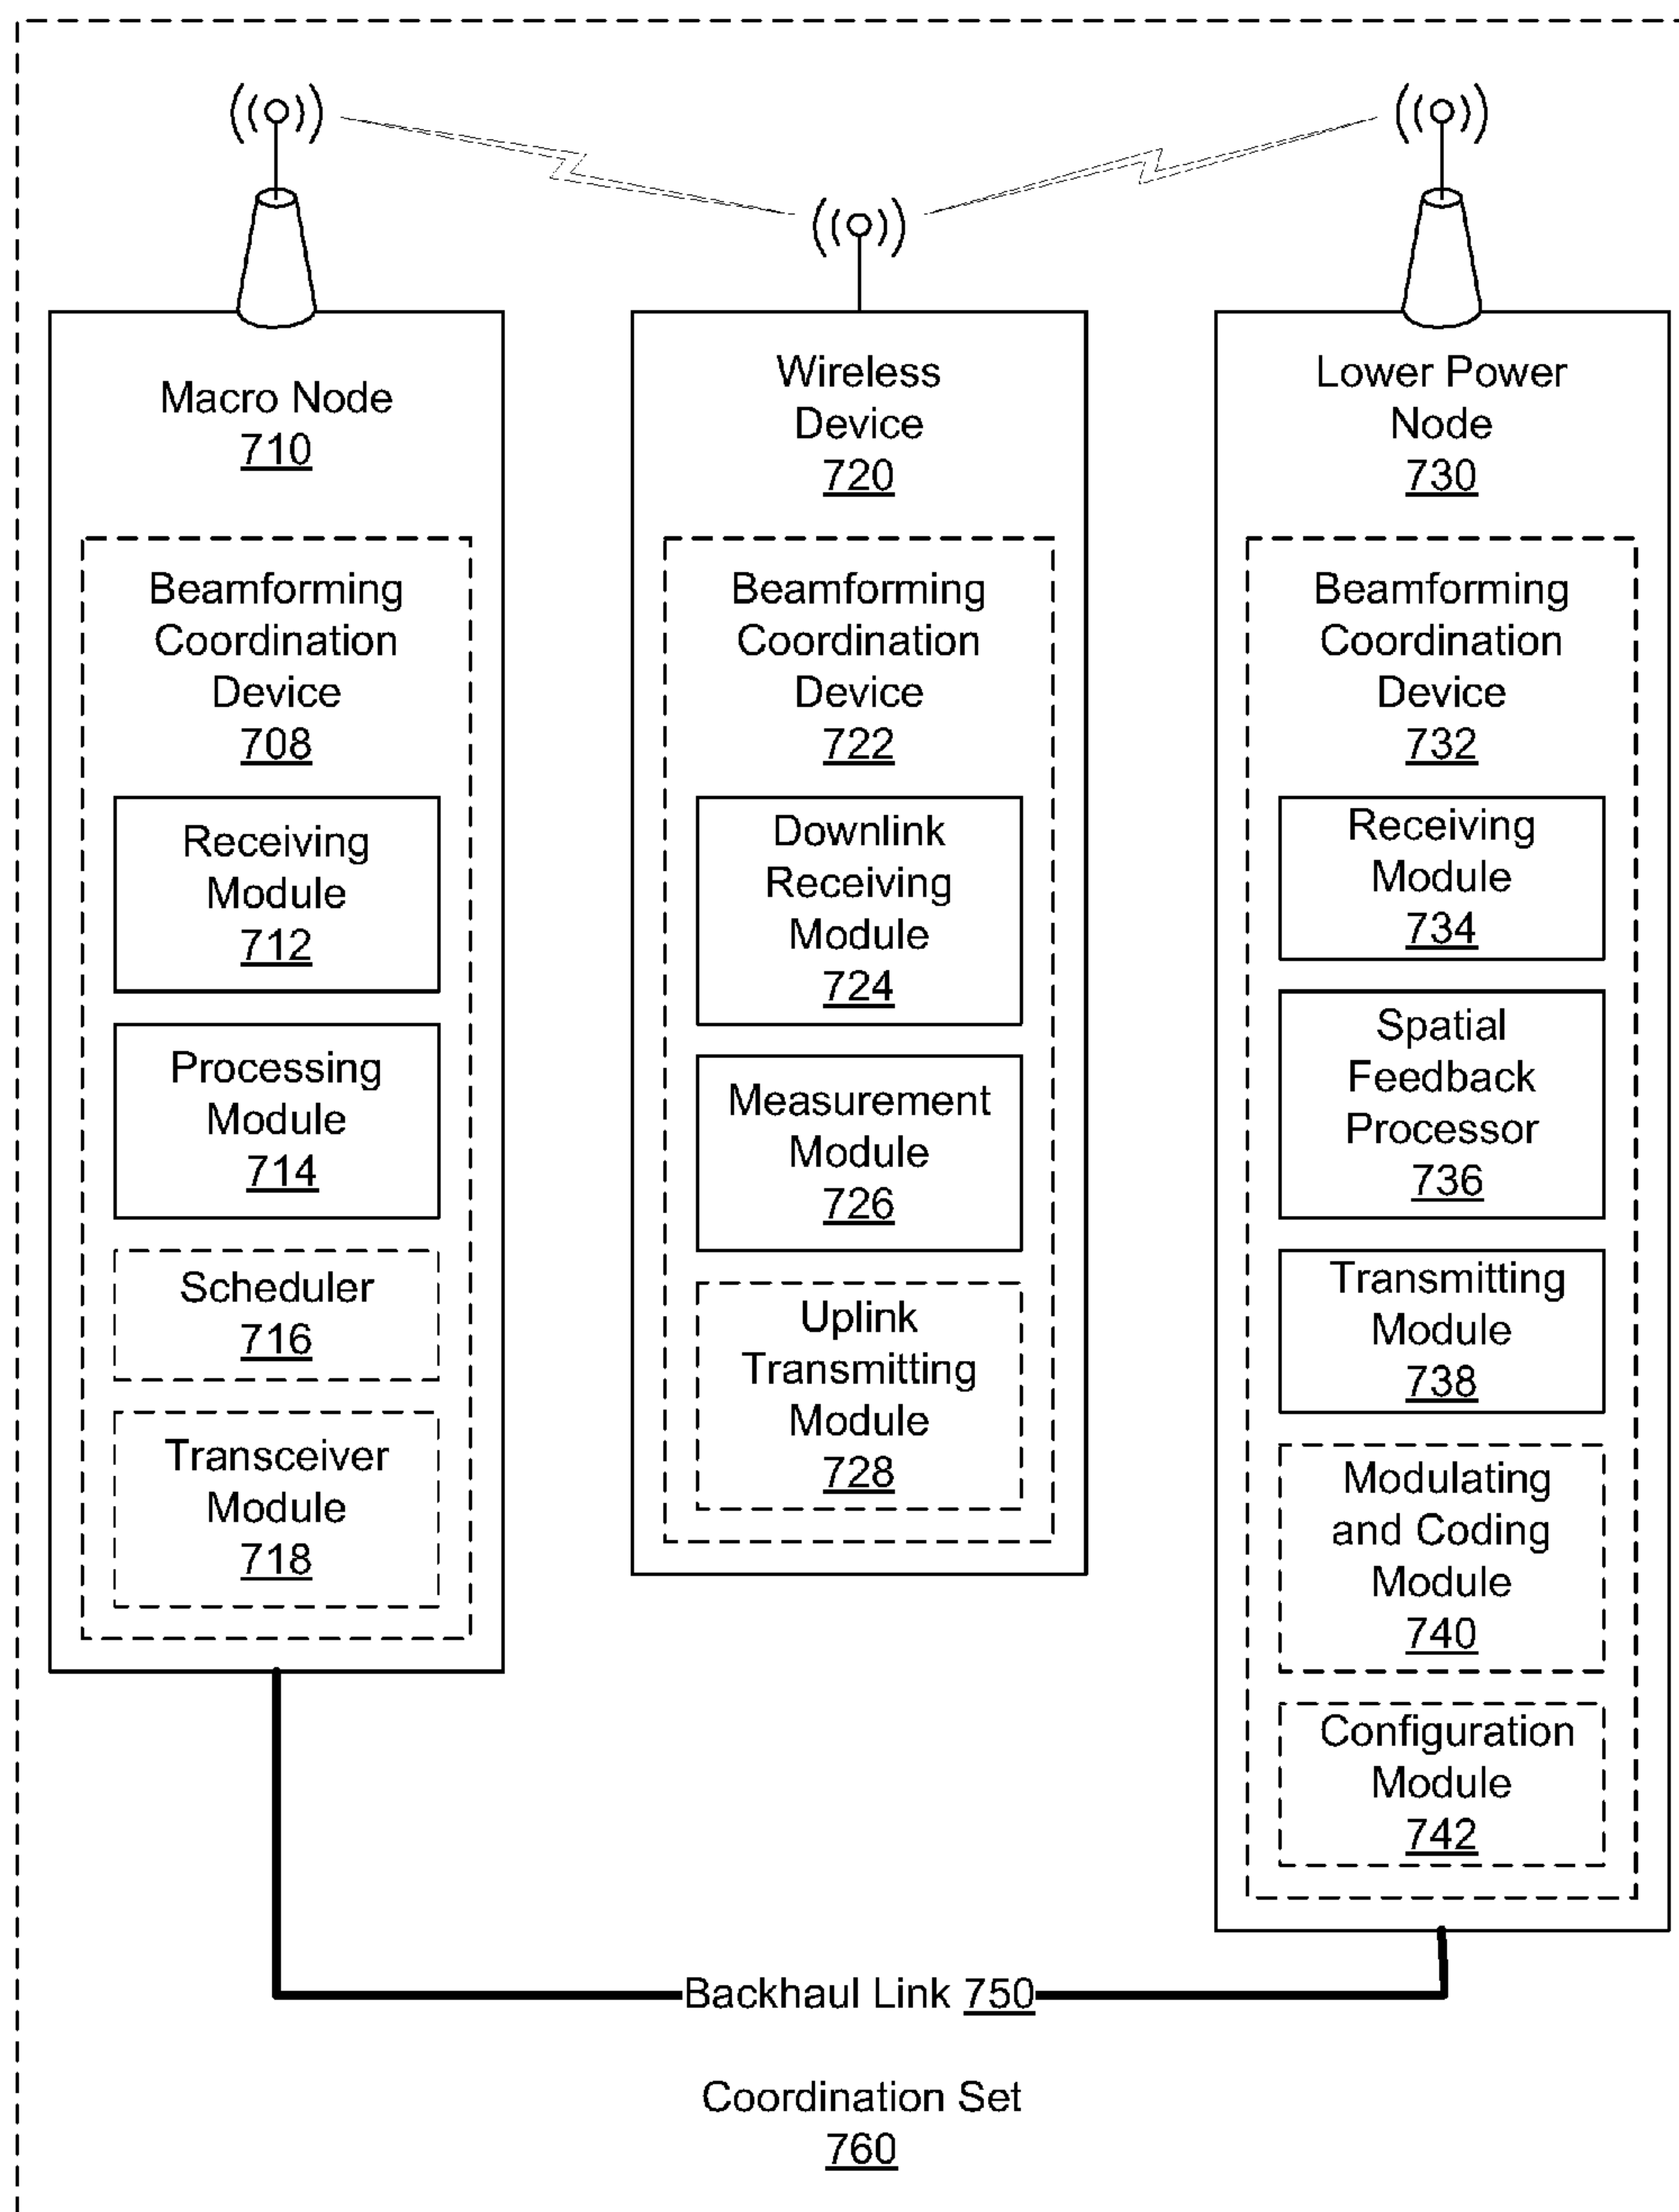 Macro Node
710
Beamforming
Coordination
Device
708
Receiving
Module
712
Processing
Module
714
Scheduler
716
Transceiver
Module
718
Wireless
Device
720
Beamforming
Coordination
Device
722
Downlink
Receiving
Module
724
Measurement
Module
726
Uplink
Transmitting
Module
728
Lower Power
Node
730
Beamforming
Coordination
Device
732
Receiving
Module
734
Spatial
Feedback
Processor
736
Transmitting
Module
738
Modulating
and Coding
Module
740
Configuration
Module
742
Backhaul Link 750
Coordination Set
760